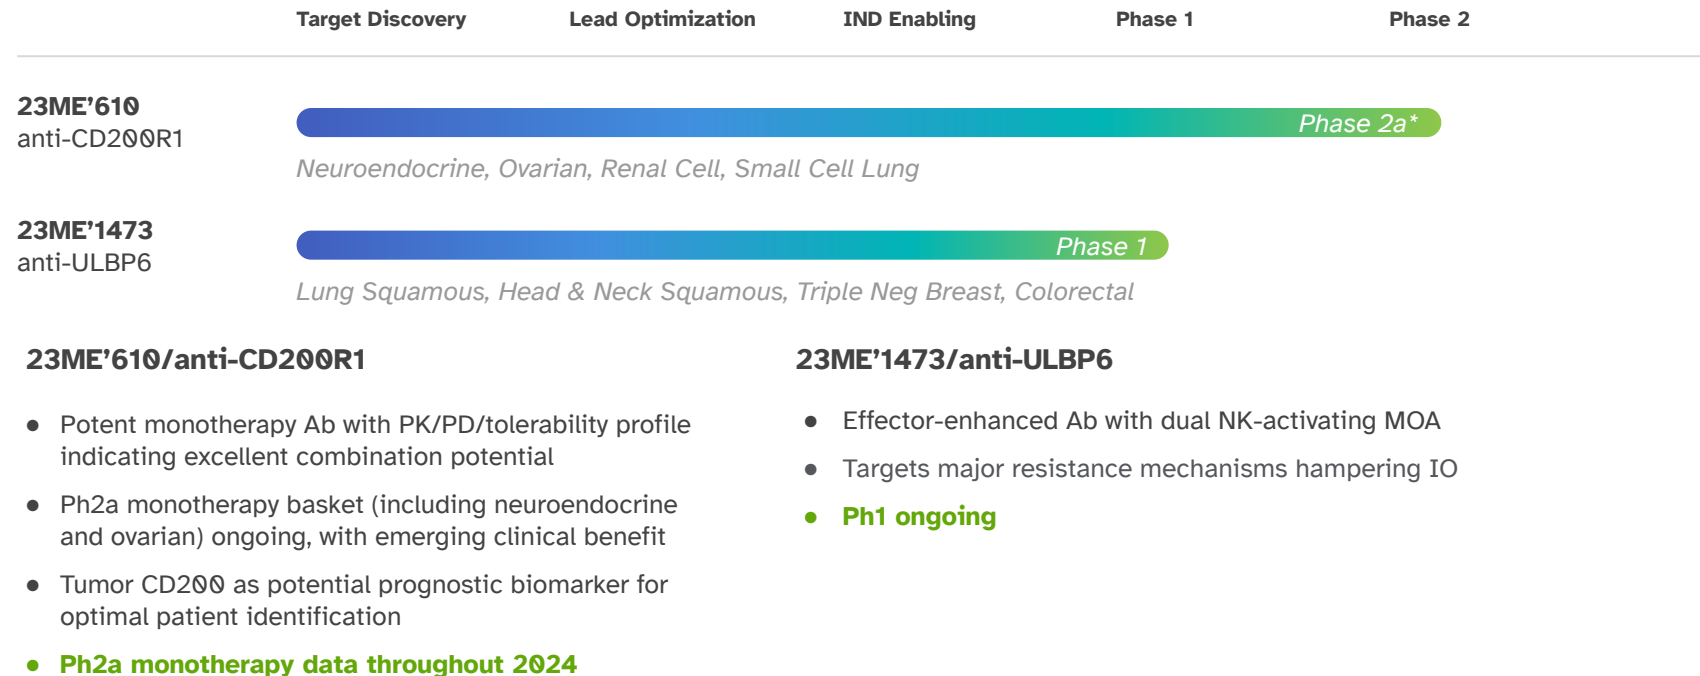 Target Discovery Lead Optimization IND Enabling Phase 1 Phase 2
23ME’610
anti-CD200R1
Phase 2a*
Neuroendocrine, Ovarian, Renal Cell, Small Cell Lung
23ME’1473
anti-ULBP6
Phase 1
Lung Squamous, Head & Neck Squamous, Triple Neg Breast, Colorectal
23ME’610/anti-CD200R1
● Potent monotherapy Ab with PK/PD/tolerability profile
indicating excellent combination potential
● Ph2a monotherapy basket (including neuroendocrine
and ovarian) ongoing, with emerging clinical benefit
● Tumor CD200 as potential prognostic biomarker for
optimal patient identification
● Ph2a monotherapy data throughout 2024
23ME’1473/anti-ULBP6
● Effector-enhanced Ab with dual NK-activating MOA
● Targets major resistance mechanisms hampering IO
● Ph1 ongoing